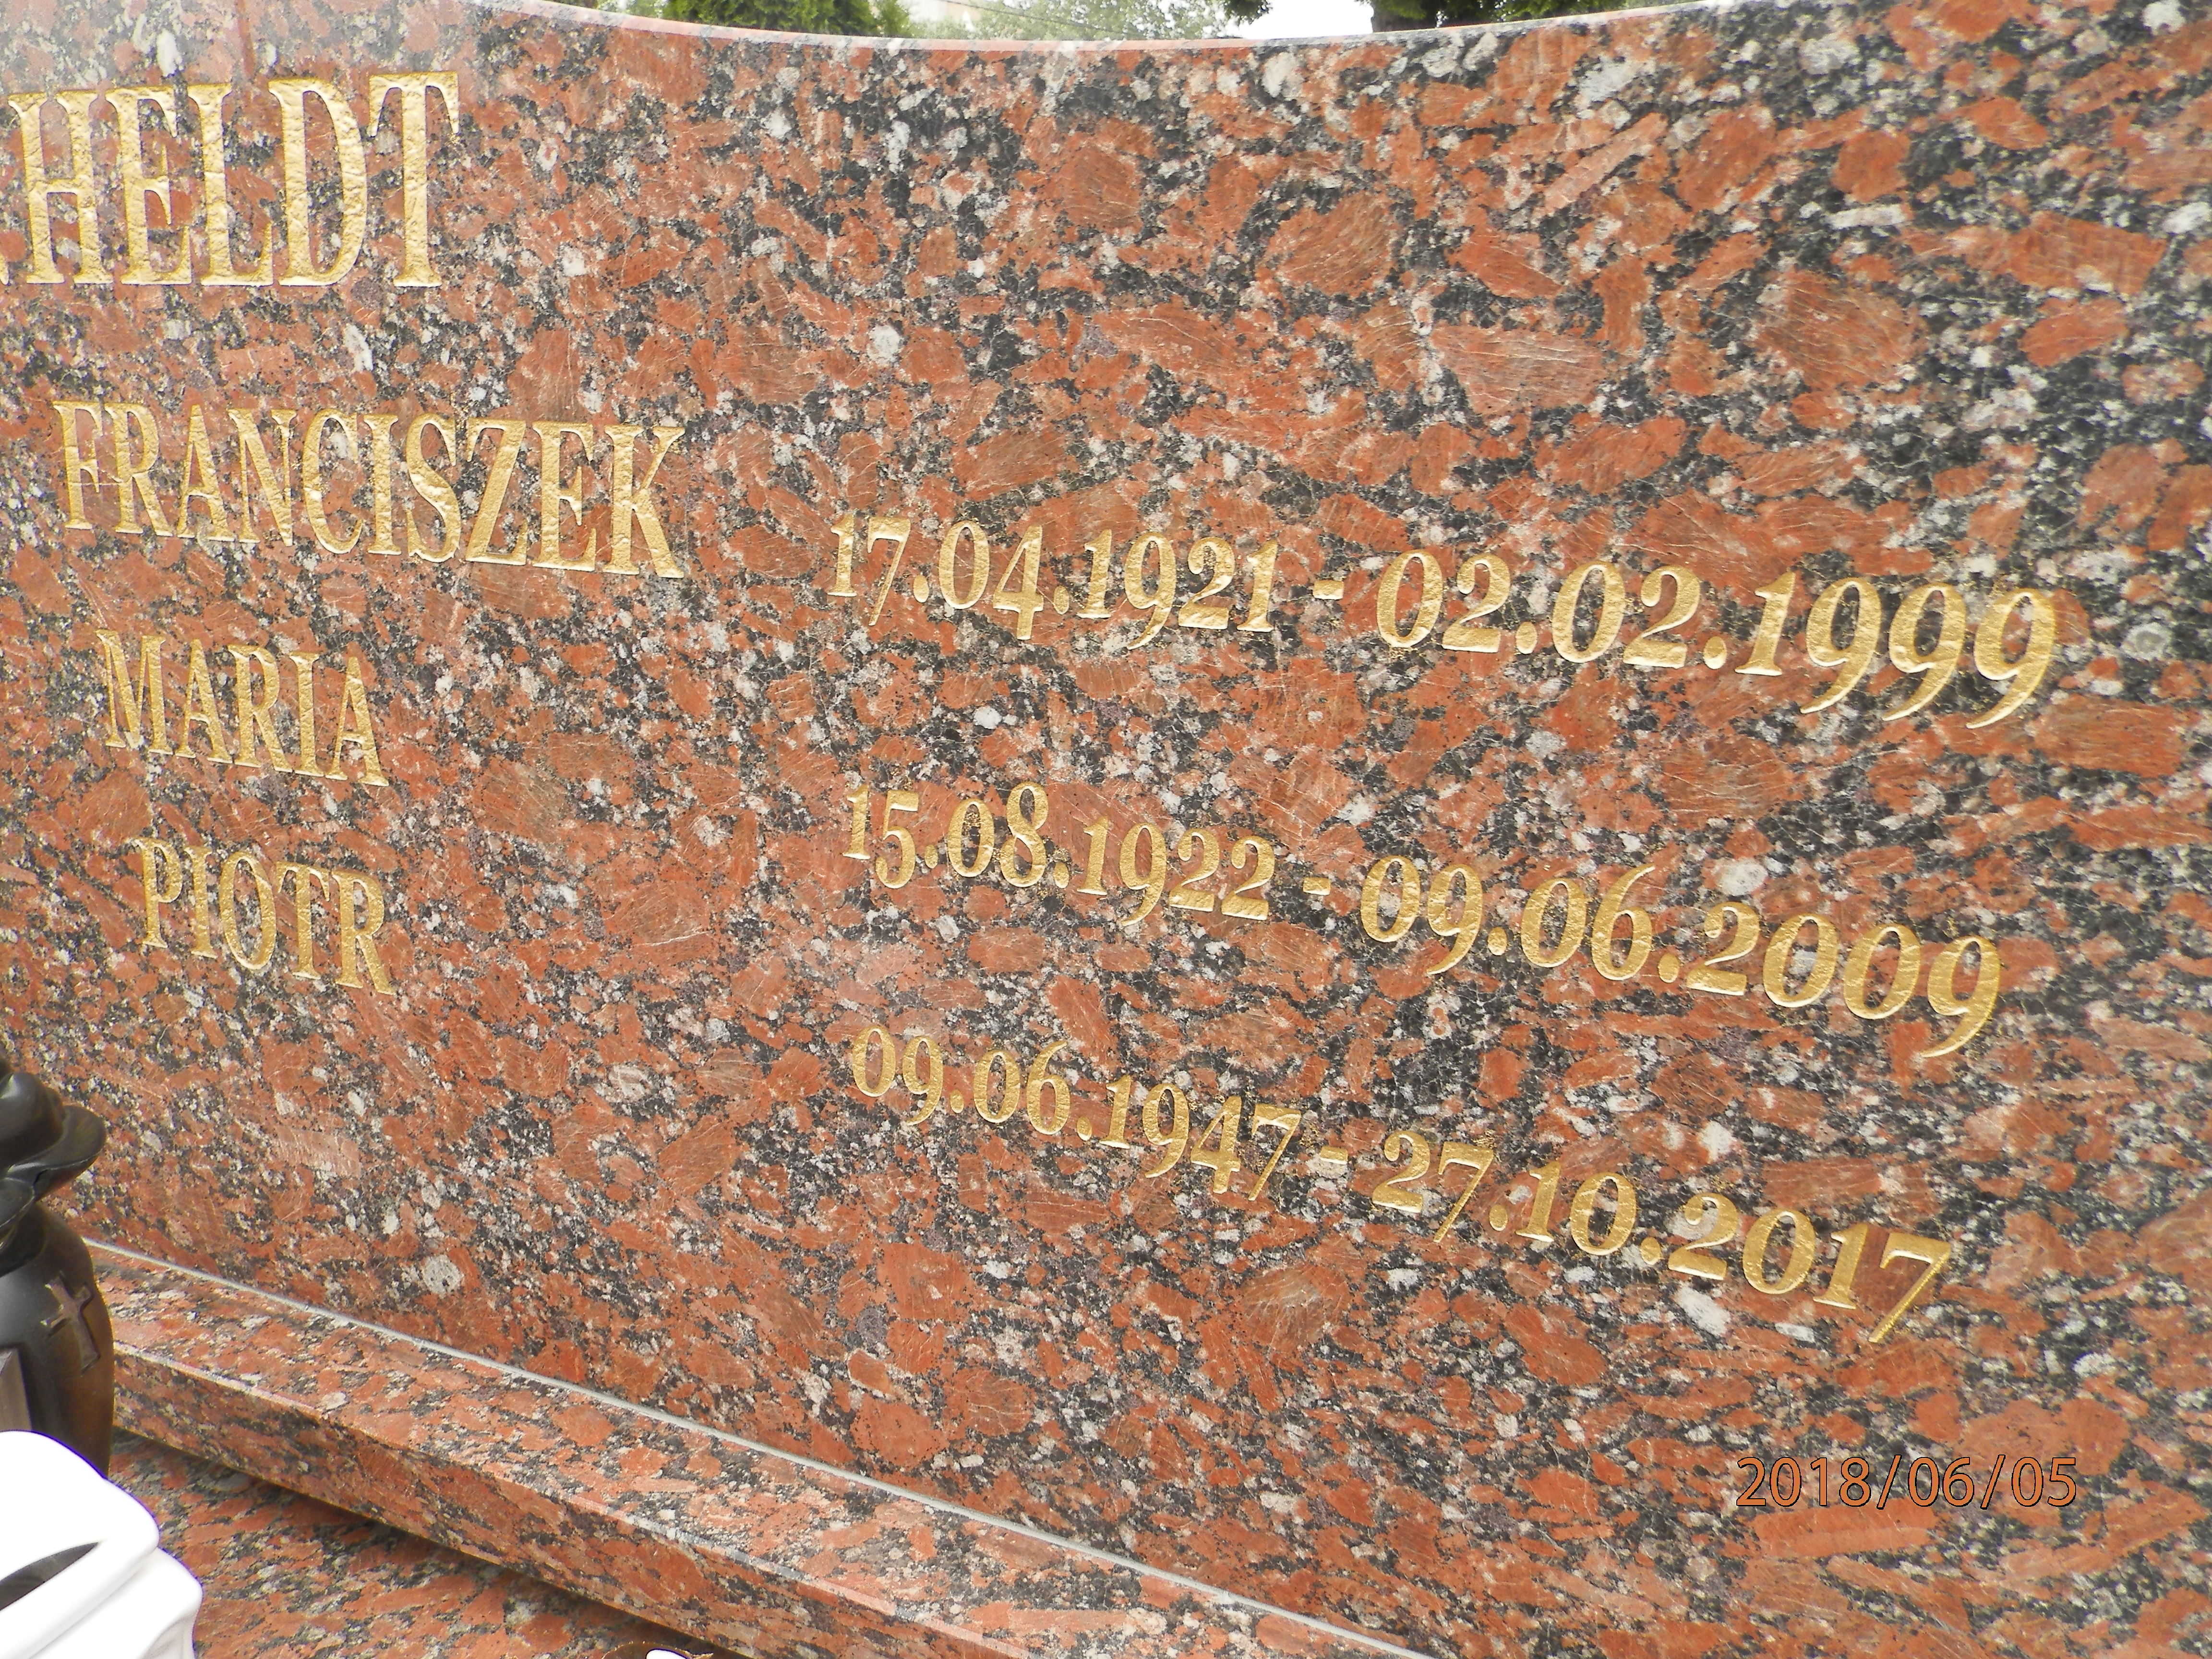 HELDT
FRANCISZEK 17.04.1921 - 02.02.1999
MARIA 15.08.1922 - 09.06.2009
PIOTR 09.06.1947 - 27.10.2017
2018/06/05